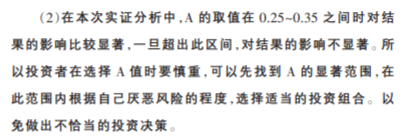 (2)在本次实证分析中,A 的取值在 0.25~0.35 之间时对结
果的影响比较显著,一旦超出此区间,对结果的影响不显著。所
以投资者在选择 A 值时要慎重,可以先找到 A 的显著范围,在
此范围内根据自己厌恶风险的程度,选择适当的投资组合。以
免做出不恰当的投资决策。